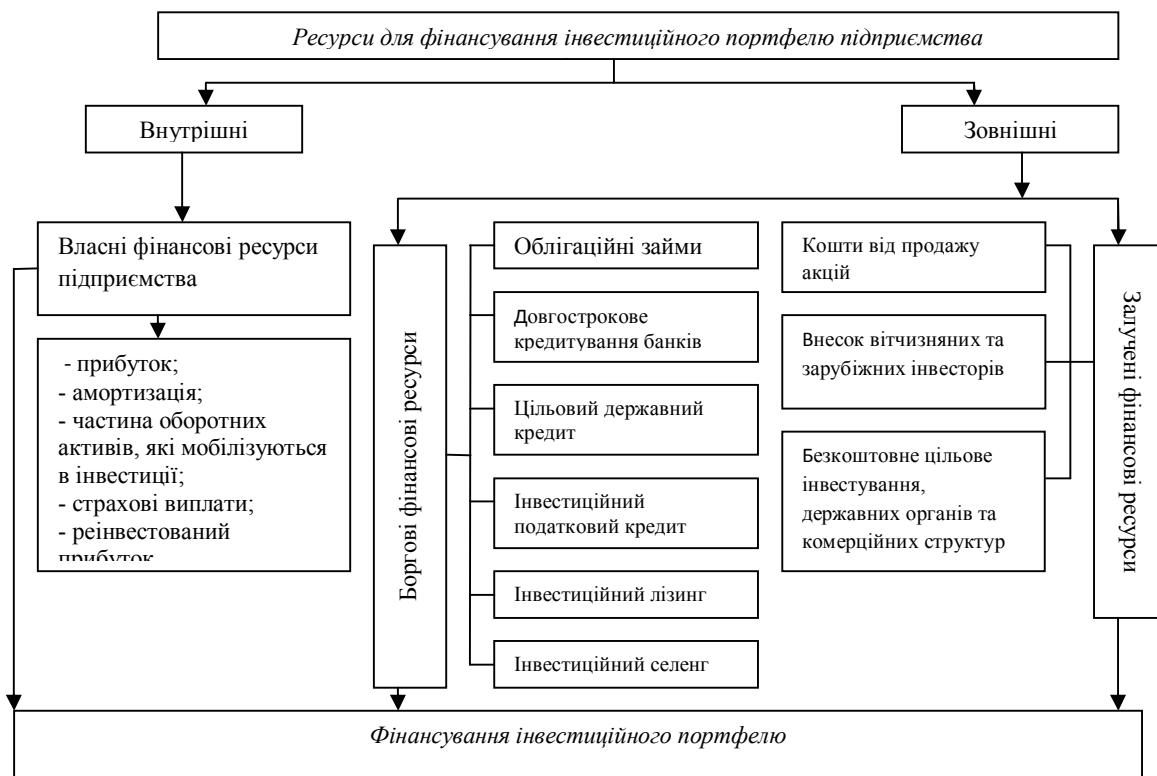 Ресурси для фінансування інвестиційного портфелю підприємства
Внутрішні
Зовнішні
Власні фінансові ресурси
підприємства
- прибуток;
- амортизація;
- частина оборотних
активів, які мобілізуються
в інвестиції;
- страхові виплати;
- реінвестований
прибуток
Боргові фінансові ресурси
Облігаційні займи
Довгострокове
кредитування банків
Цільовий державний
кредит
Інвестиційний
податковий кредит
Інвестиційний лізинг
Інвестиційний селенг
Кошти від продажу
акцій
Внесок вітчизняних та
зарубіжних інвесторів
Безкоштовне цільове
інвестування,
державних органів та
комерційних структур
Залучені фінансові ресурси
Фінансування інвестиційного портфелю